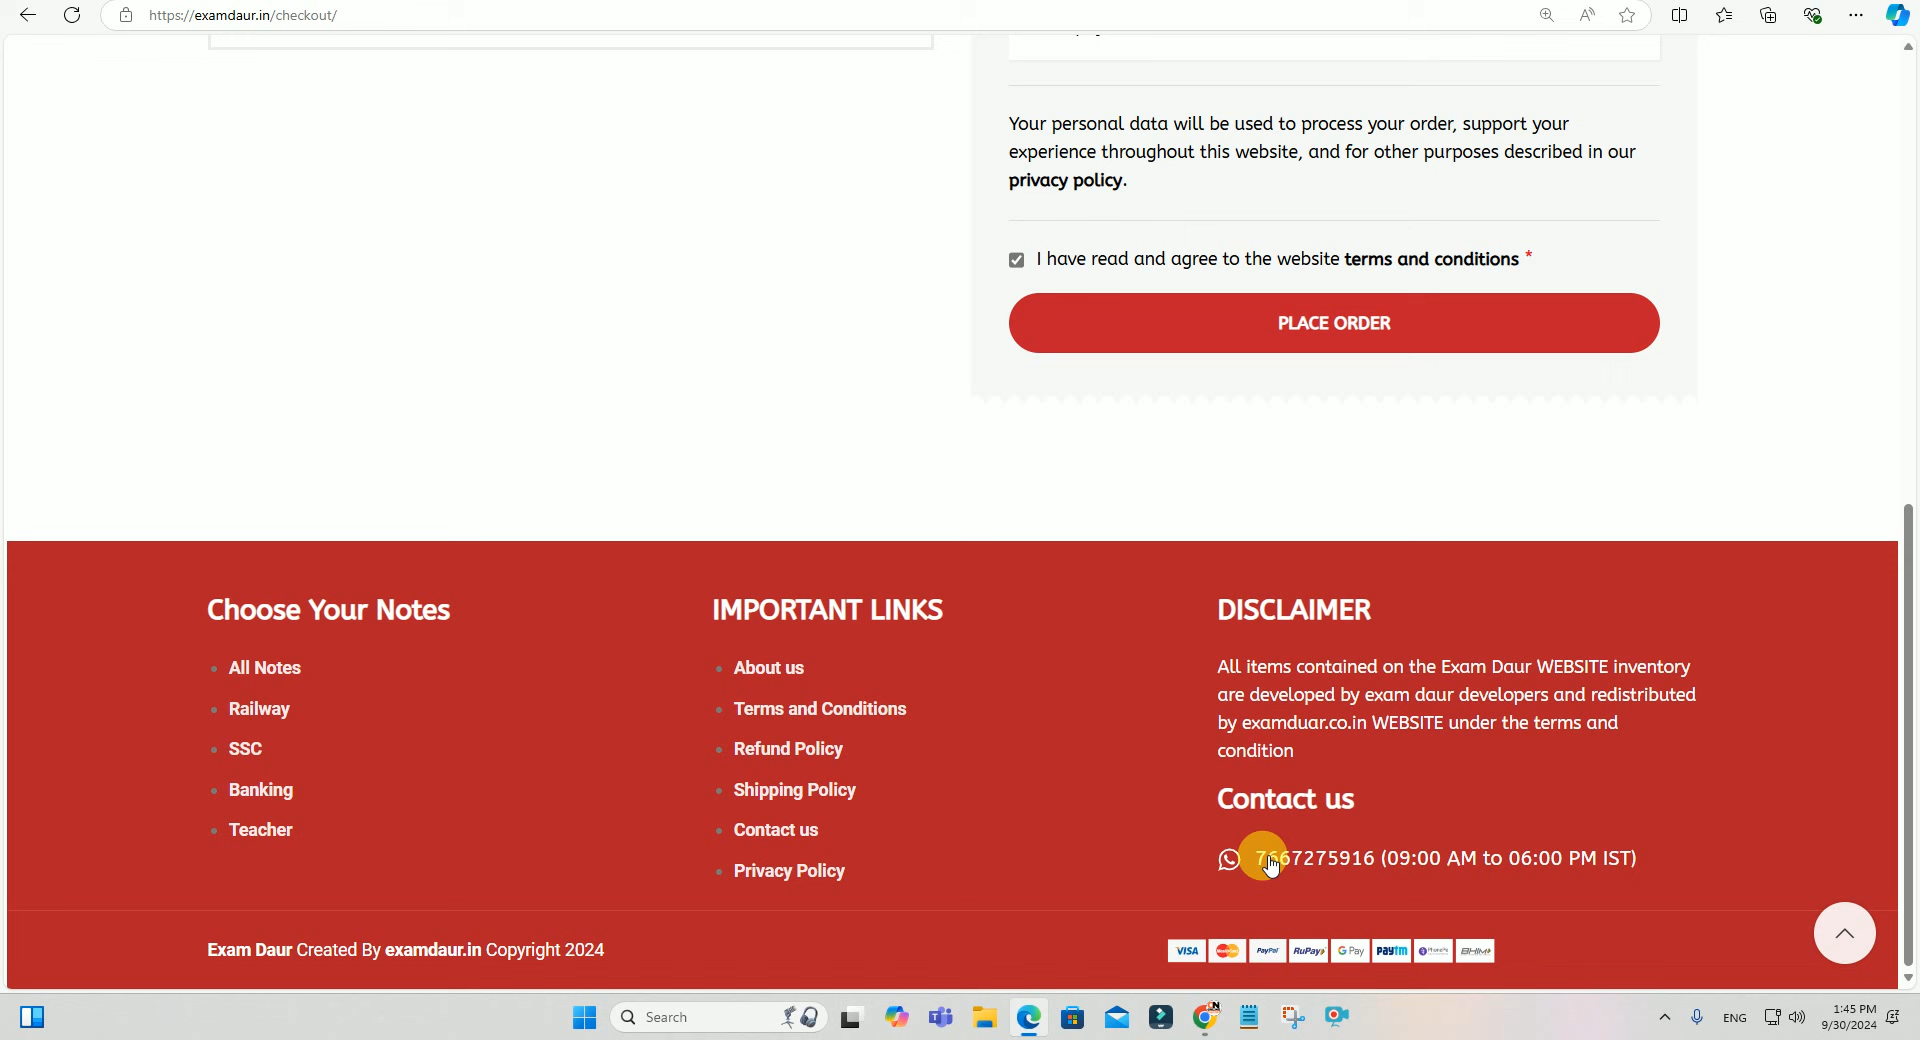 https://examdaur.in/checkout/
Your personal data will be used to process your order, support your
experience throughout this website, and for other purposes described in our
privacy policy.
I have read and agree to the website terms and conditions *
PLACE ORDER
Choose Your Notes
All Notes
Railway
SSC
Banking
Teacher
IMPORTANT LINKS
About us
Terms and Conditions
Refund Policy
Shipping Policy
Contact us
Privacy Policy
DISCLAIMER
All items contained on the Exam Daur WEBSITE inventory
are developed by exam daur developers and redistributed
by examduar.co.in WEBSITE under the terms and
condition
Contact us
7667275916 (09:00 AM to 06:00 PM IST)
Exam Daur Created By examdaur.in Copyright 2024
VISA PayPal RuPay G Pay paytm PhonePe BHIM
Search
ENG
1:45 PM
9/30/2024